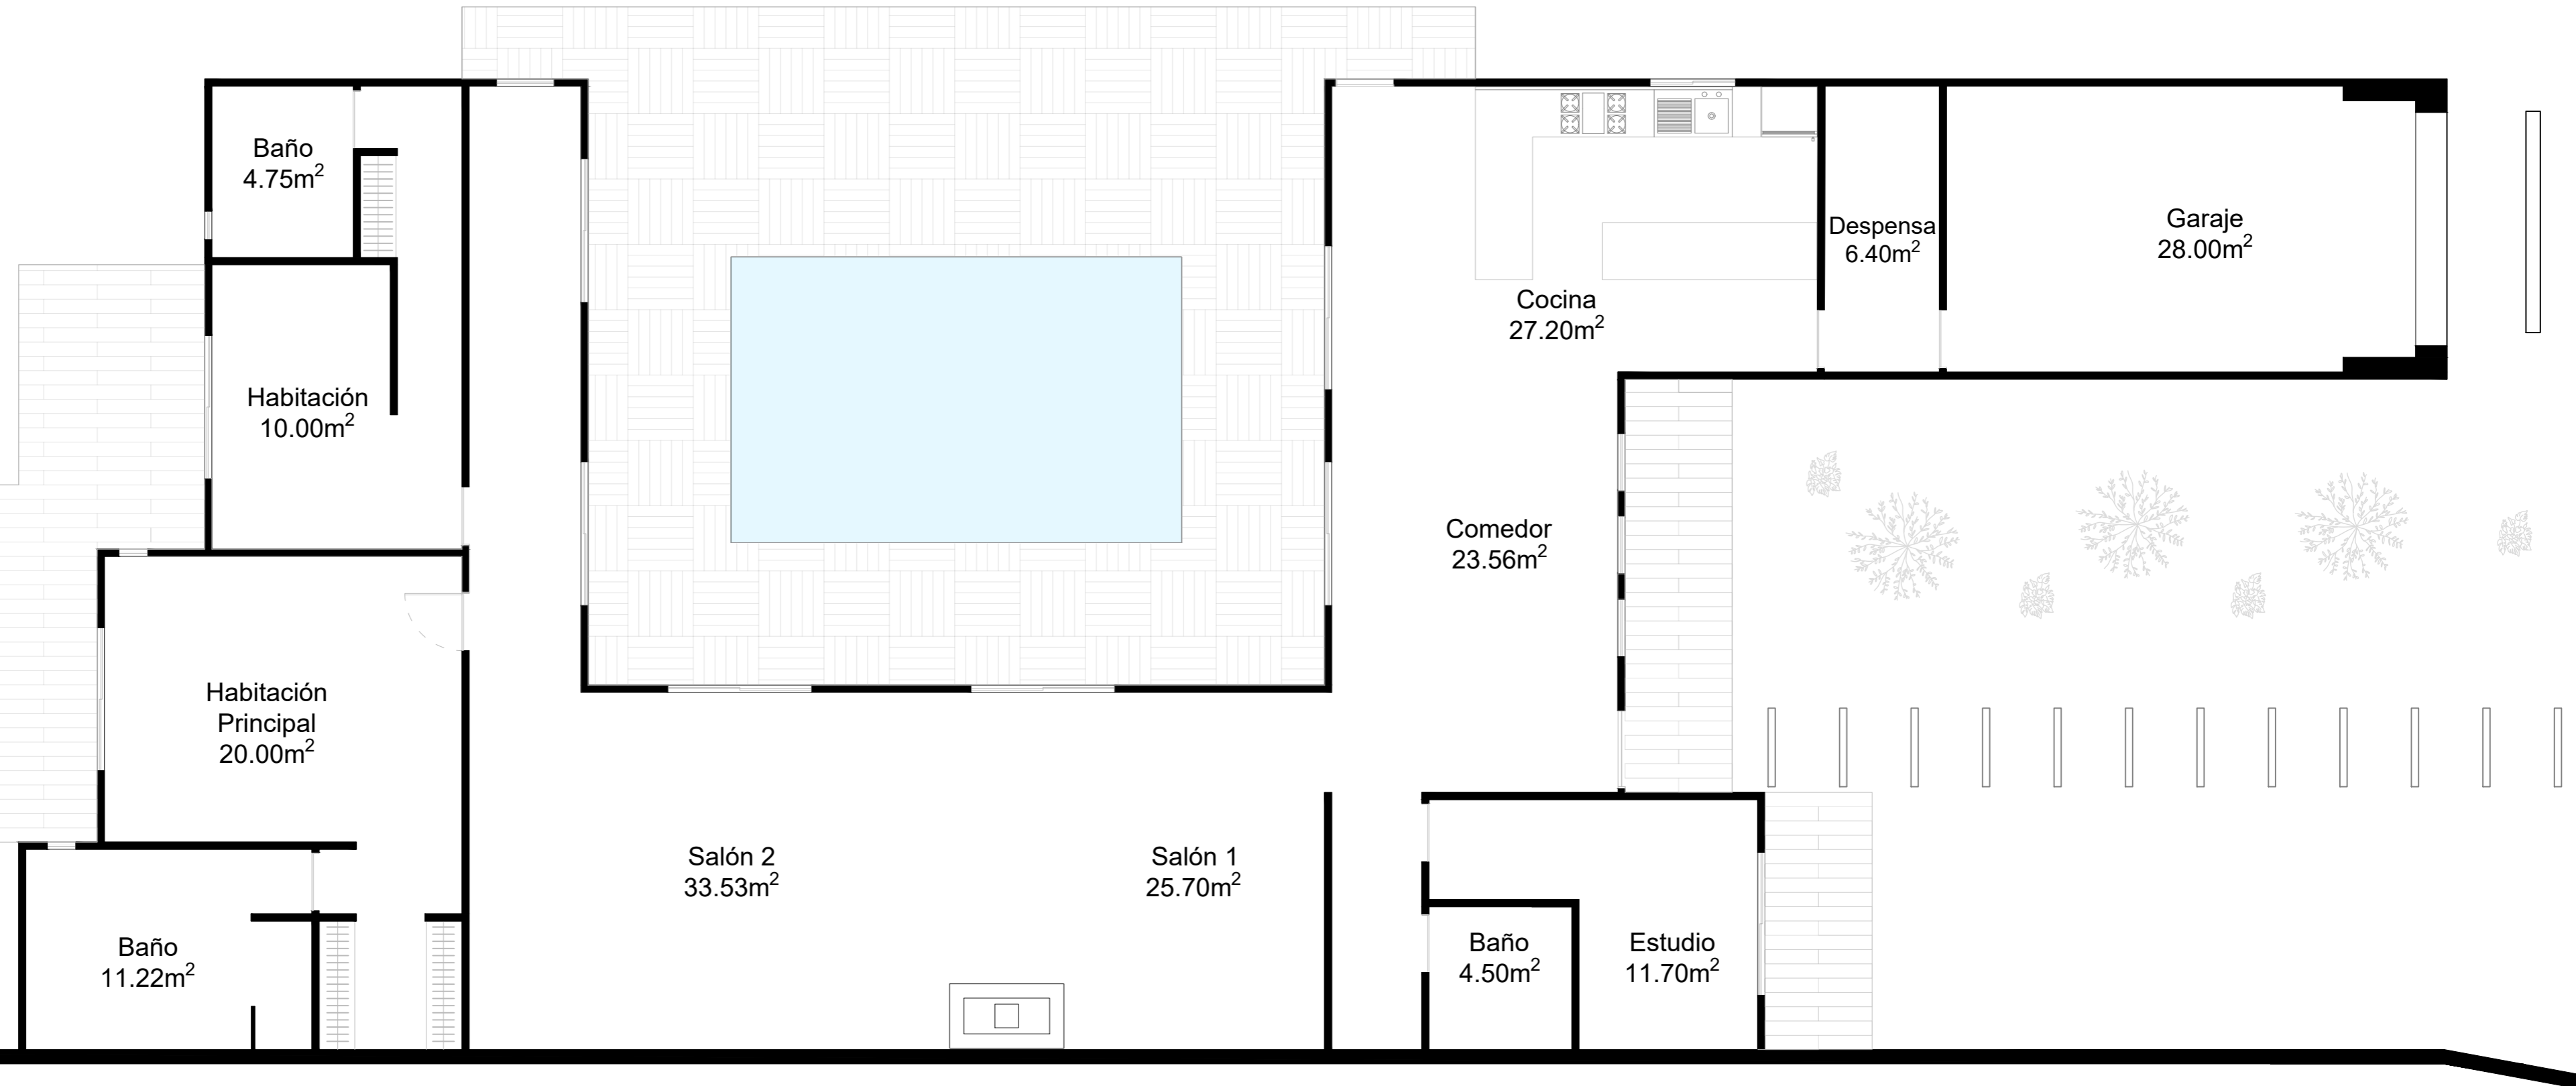 Baño
4.75m²
Despensa
6.40m²
Garaje
28.00m²
Cocina
27.20m²
Habitación
10.00m²
Comedor
23.56m²
Habitación
Principal
20.00m²
Salón 2
33.53m²
Salón 1
25.70m²
Baño
11.22m²
Baño
4.50m²
Estudio
11.70m²